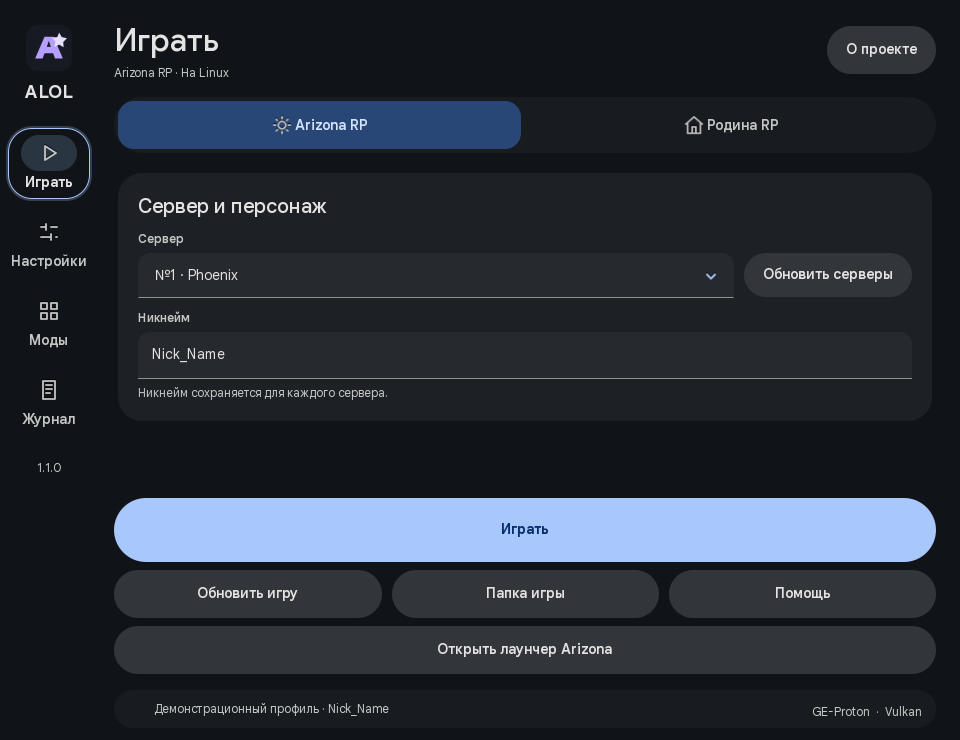 ALOL
Играть
Настройки
Моды
Журнал
1.1.0
Играть
Arizona RP · На Linux
О проекте
Arizona RP
Родина RP
Сервер и персонаж
Сервер
№1 · Phoenix
Обновить серверы
Никнейм
Nick_Name
Никнейм сохраняется для каждого сервера.
Играть
Обновить игру
Папка игры
Помощь
Открыть лаунчер Arizona
Демонстрационный профиль · Nick_Name
GE-Proton · Vulkan